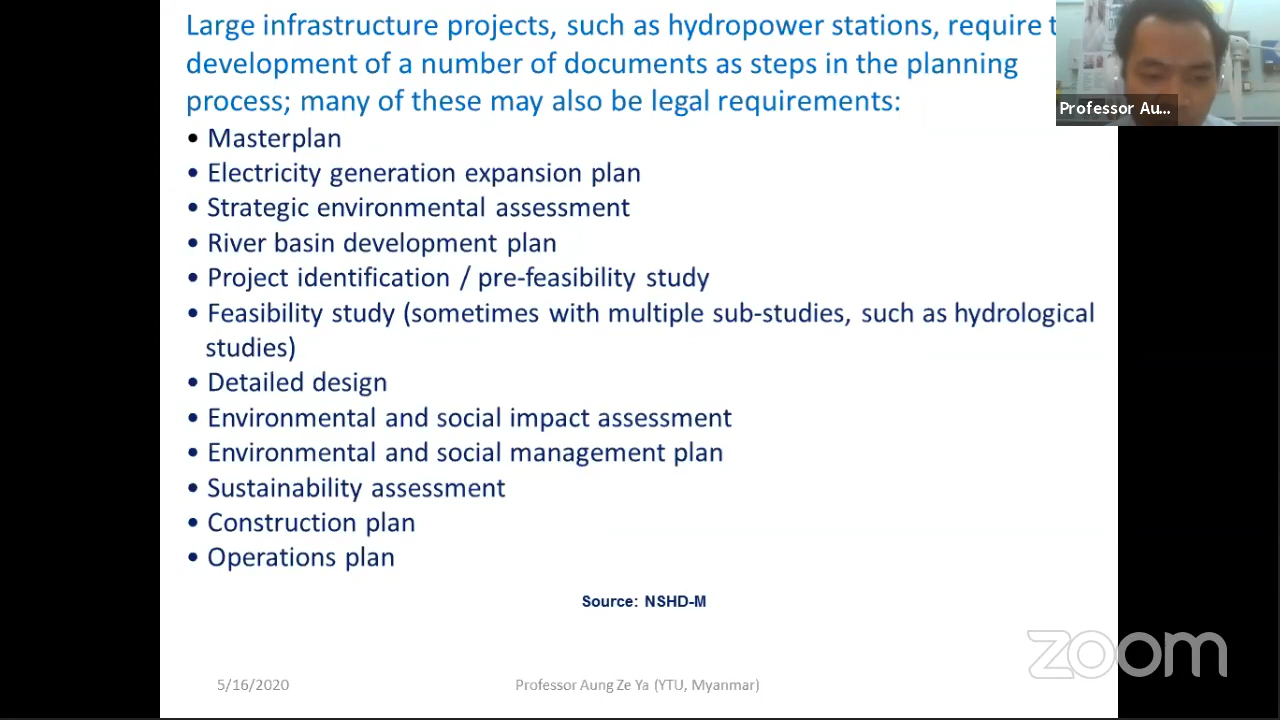 Large infrastructure projects, such as hydropower stations, require t
development of a number of documents as steps in the planning
process; many of these may also be legal requirements:
• Masterplan
• Electricity generation expansion plan
• Strategic environmental assessment
• River basin development plan
• Project identification / pre-feasibility study
• Feasibility study (sometimes with multiple sub-studies, such as hydrological
studies)
• Detailed design
• Environmental and social impact assessment
• Environmental and social management plan
• Sustainability assessment
• Construction plan
• Operations plan
Source: NSHD-M
5/16/2020
Professor Aung Ze Ya (YTU, Myanmar)
Professor Au...
zoom